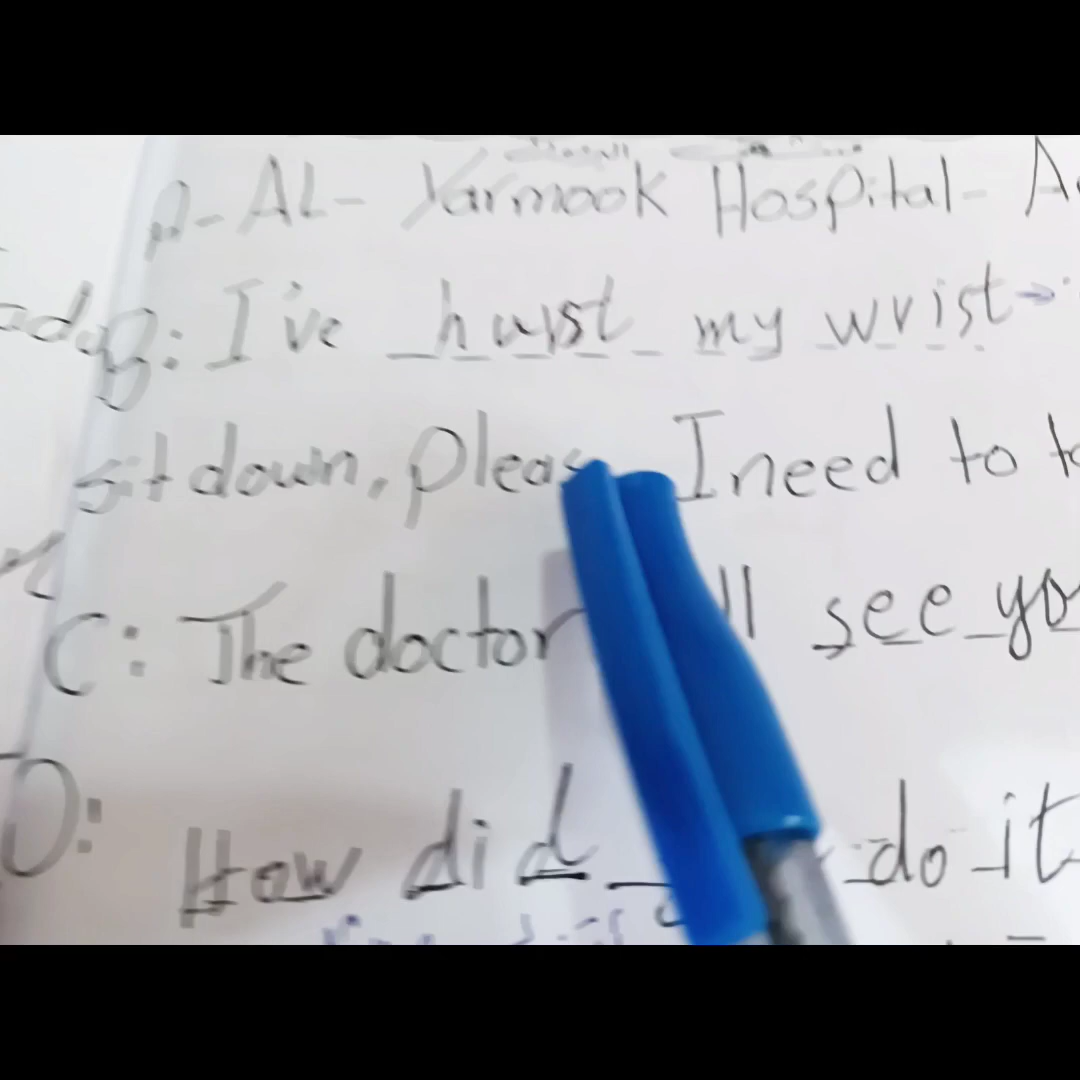 A-AL- Yarmook Hospital-
B: I've hurst my wrist
sit down, pleas I need to
C: The doctor 'll see yo
D: How did do it